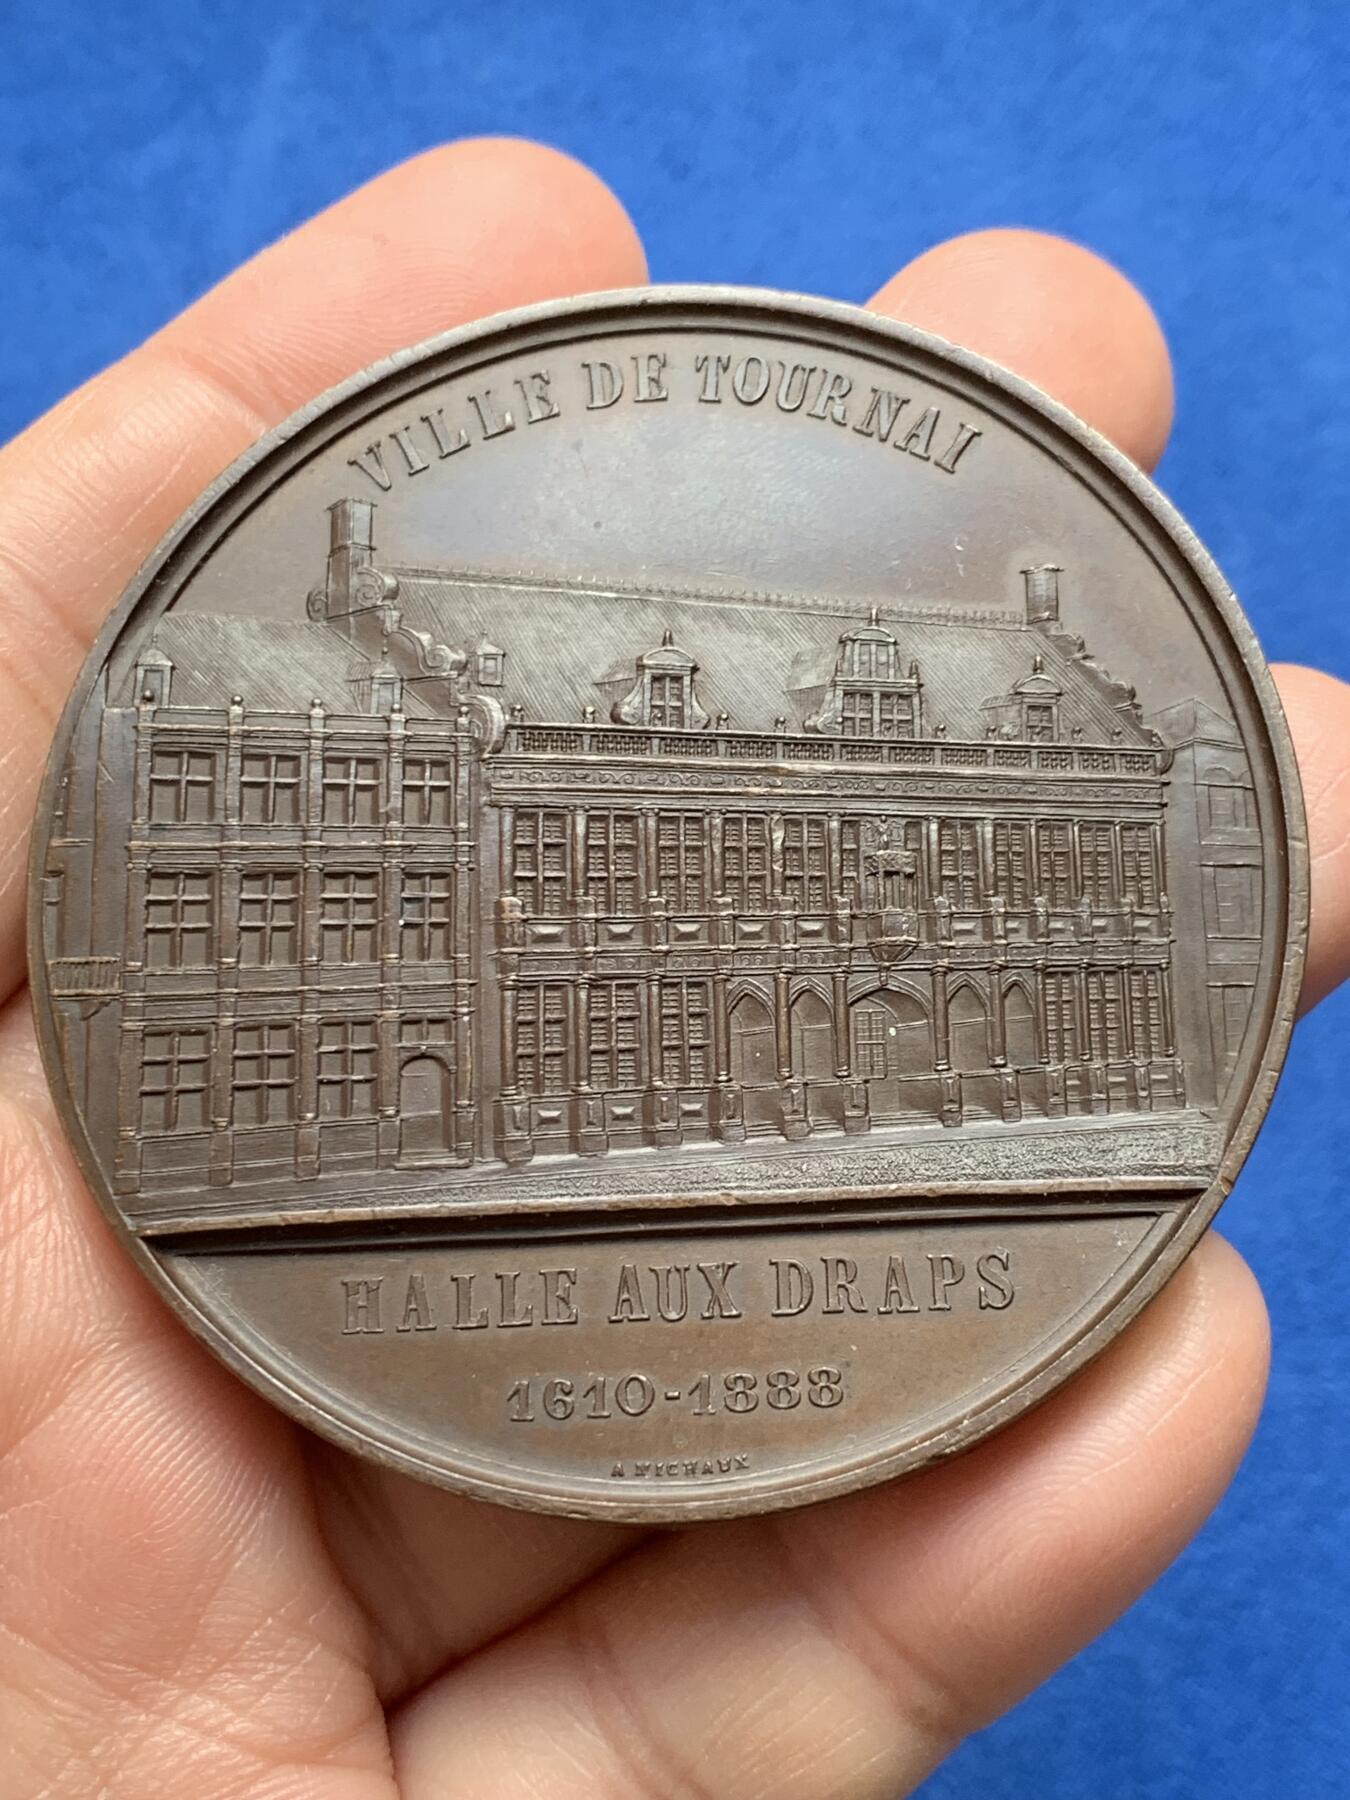 VILLE DE TOURNAI
HALLE AUX DRAPS
1610-1888
A MICHAUX